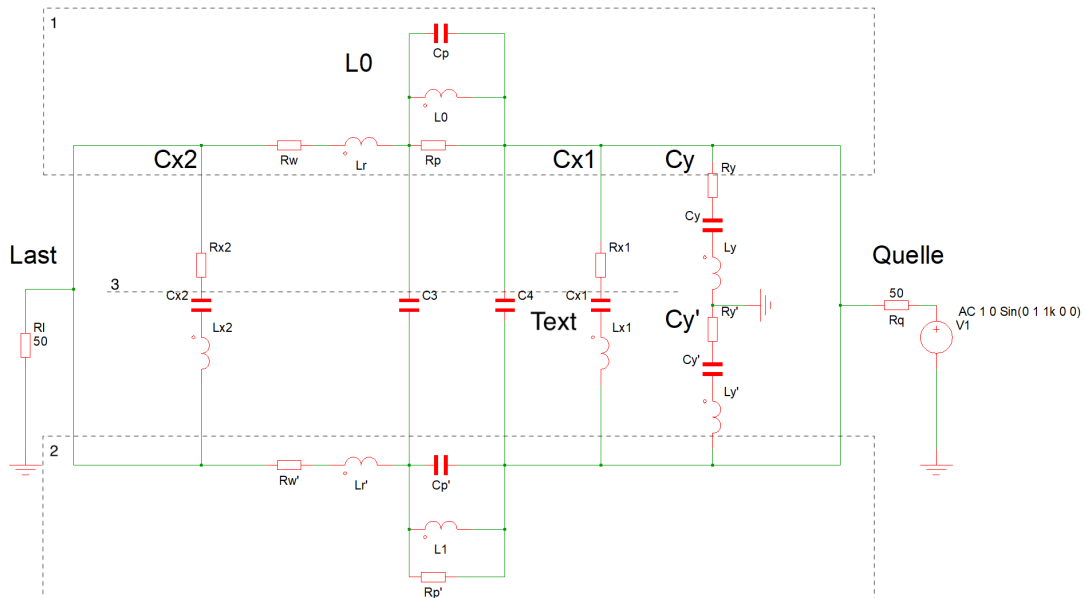 1
Cp
L0
L0
Cx2
Rw
Lr
Rp
Cx1
Cy
Ry
Cy
Ly
Rx2
Rx1
Last
Quelle
3
Cx2
C3
C4
Cx1
50
AC 1 0 Sin(0 1 1k 0 0)
Rq
V1
Text
Ry'
Cy'
Rl
50
Lx2
Lx1
Cy'
Ly'
2
Rw'
Lr'
Cp'
L1
Rp'